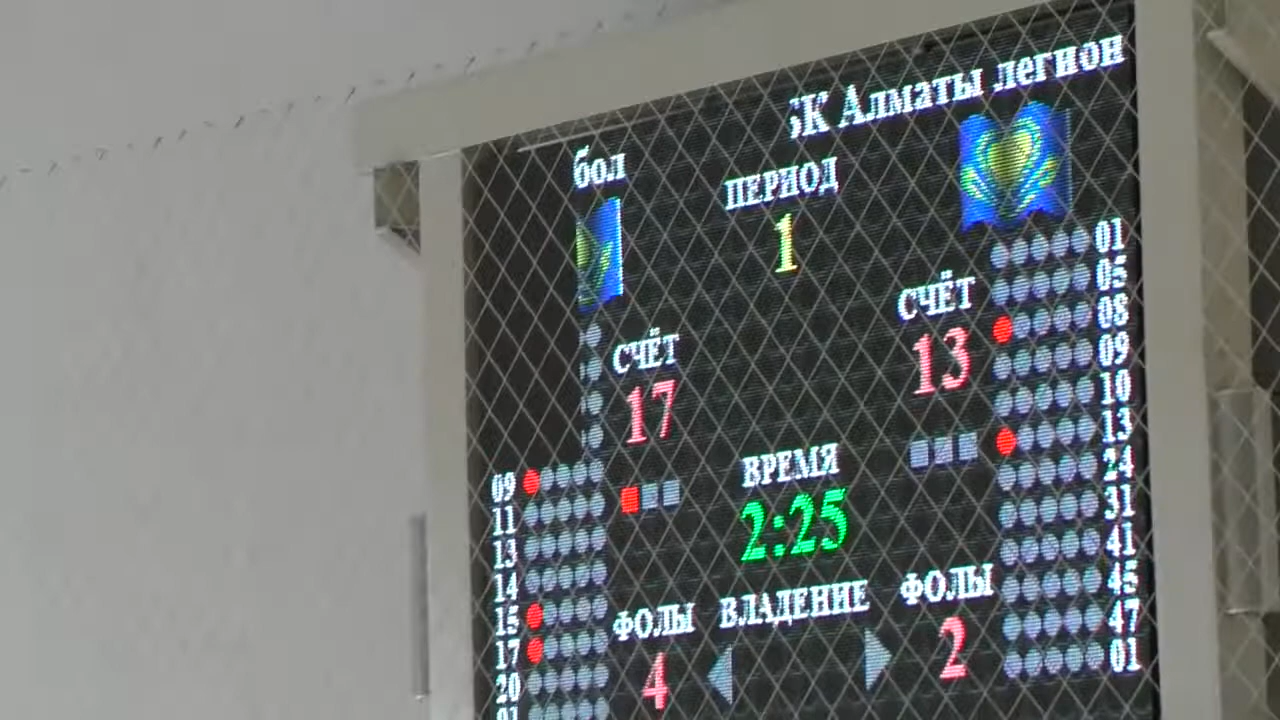 БК Алматы легион
бол
ПЕРИОД
1
СЧЁТ
17
СЧЁТ
13
ВРЕМЯ
2:25
ФОЛЫ
4
ВЛАДЕНИЕ
ФОЛЫ
2
09
11
13
14
15
17
20
01
05
08
09
10
13
24
31
41
45
47
01